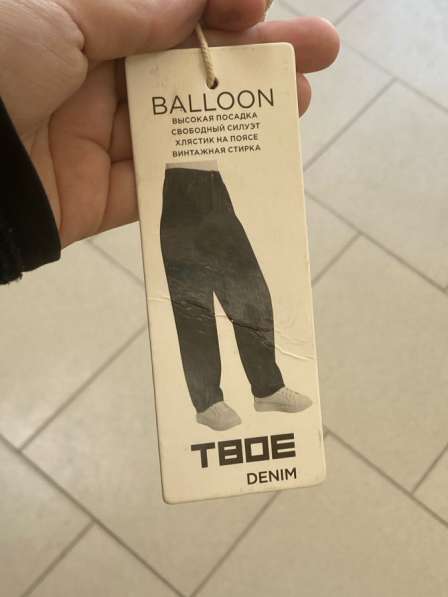 BALLOON
ВЫСОКАЯ ПОСАДКА
СВОБОДНЫЙ СИЛУЭТ
ХЛЯСТИК НА ПОЯСЕ
ВИНТАЖНАЯ СТИРКА
ТВОЕ
DENIM